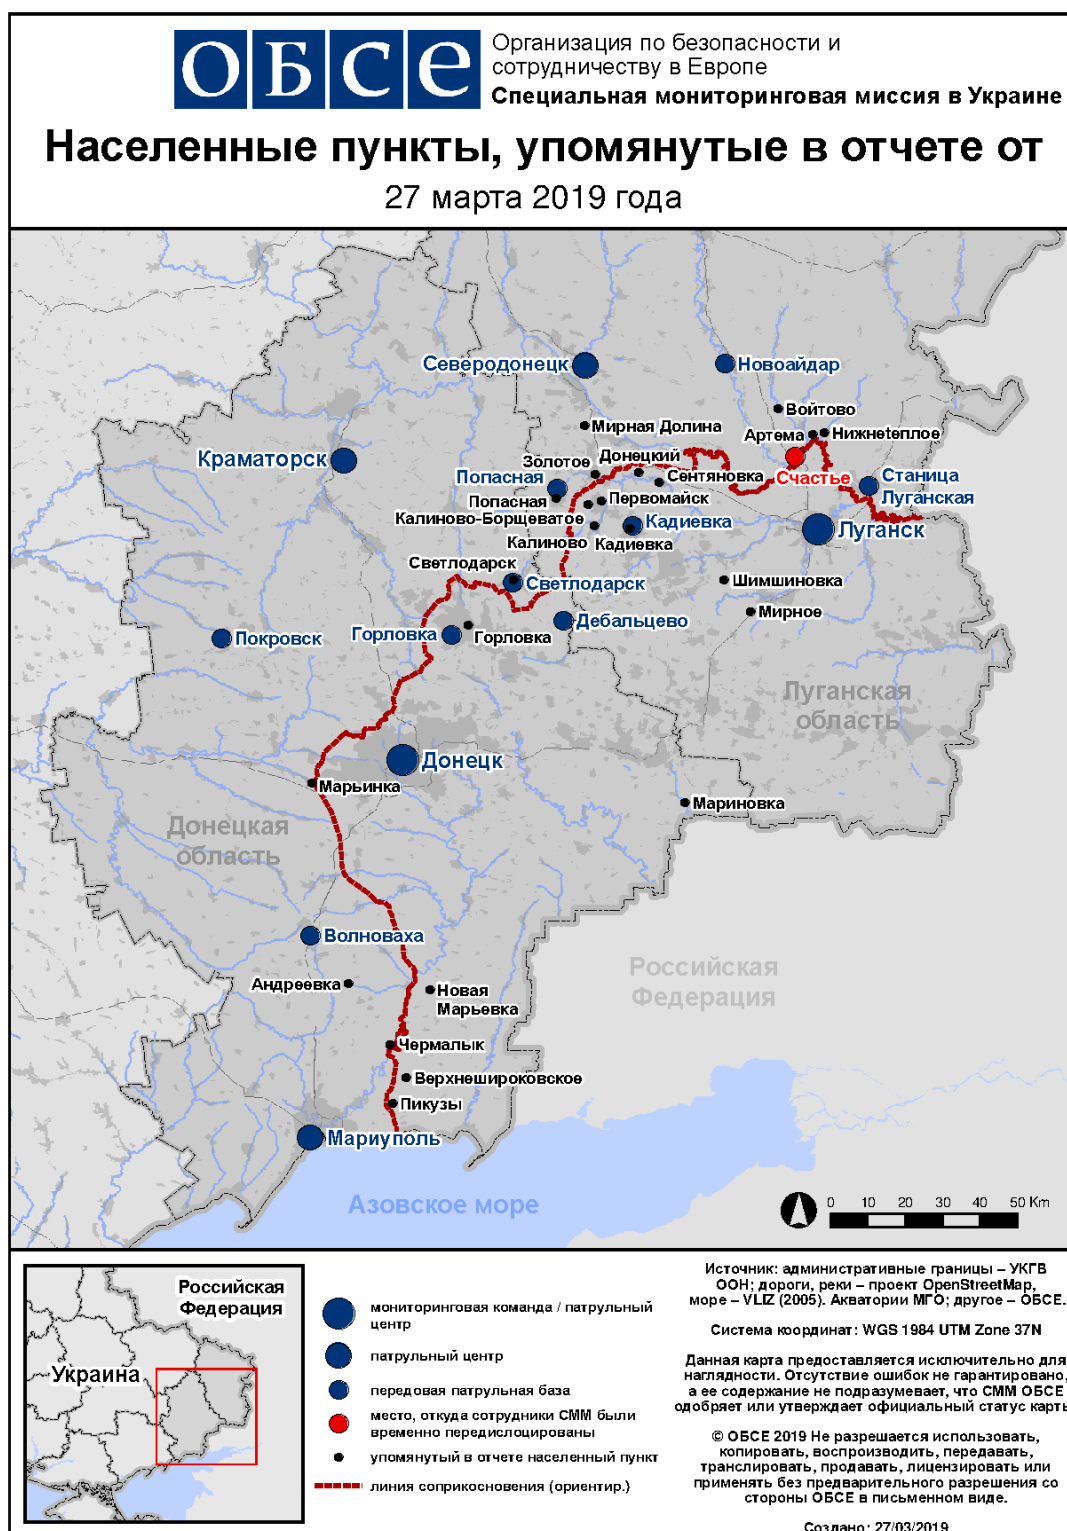 ОБСЕ
Организация по безопасности и
сотрудничеству в Европе
Специальная мониторинговая миссия в Украине
Населенные пункты, упомянутые в отчете от
27 марта 2019 года
Северодонецк
Новоайдар
Войтово
Мирная Долина
Артема
Нижнетеплое
Краматорск
Золотое
Донецкий
Сентяновка
Счастье
Попасная
Станица
Луганская
Попасная
Первомайск
Калиново-Борщеватое
Кадиевка
Луганск
Калиново
Кадиевка
Светлодарск
Светлодарск
Шимшиновка
Мирное
Дебальцево
Покровск
Горловка
Горловка
Луганская
область
Донецк
Марьинка
Мариновка
Донецкая
область
Волноваха
Российская
Федерация
Андреевка
Новая
Марьевка
Чермалык
Верхнешироковское
Пикузы
Мариуполь
Азовское море
0 10 20 30 40 50 Km
Российская
Федерация
Украина
мониторинговая команда / патрульный
центр
патрульный центр
передовая патрульная база
место, откуда сотрудники СММ были
временно передислоцированы
упомянутый в отчете населенный пункт
линия соприкосновения (ориентир.)
Источник: административные границы – УКГВ
ООН; дороги, реки – проект OpenStreetMap,
море – VLIZ (2005). Акватории МГО; другое – ОБСЕ.
Система координат: WGS 1984 UTM Zone 37N
Данная карта предоставляется исключительно для
наглядности. Отсутствие ошибок не гарантировано,
а ее содержание не подразумевает, что СММ ОБСЕ
одобряет или утверждает официальный статус карты
© ОБСЕ 2019 Не разрешается использовать,
копировать, воспроизводить, передавать,
транслировать, продавать, лицензировать или
применять без предварительного разрешения со
стороны ОБСЕ в письменном виде.
Создано: 27/03/2019